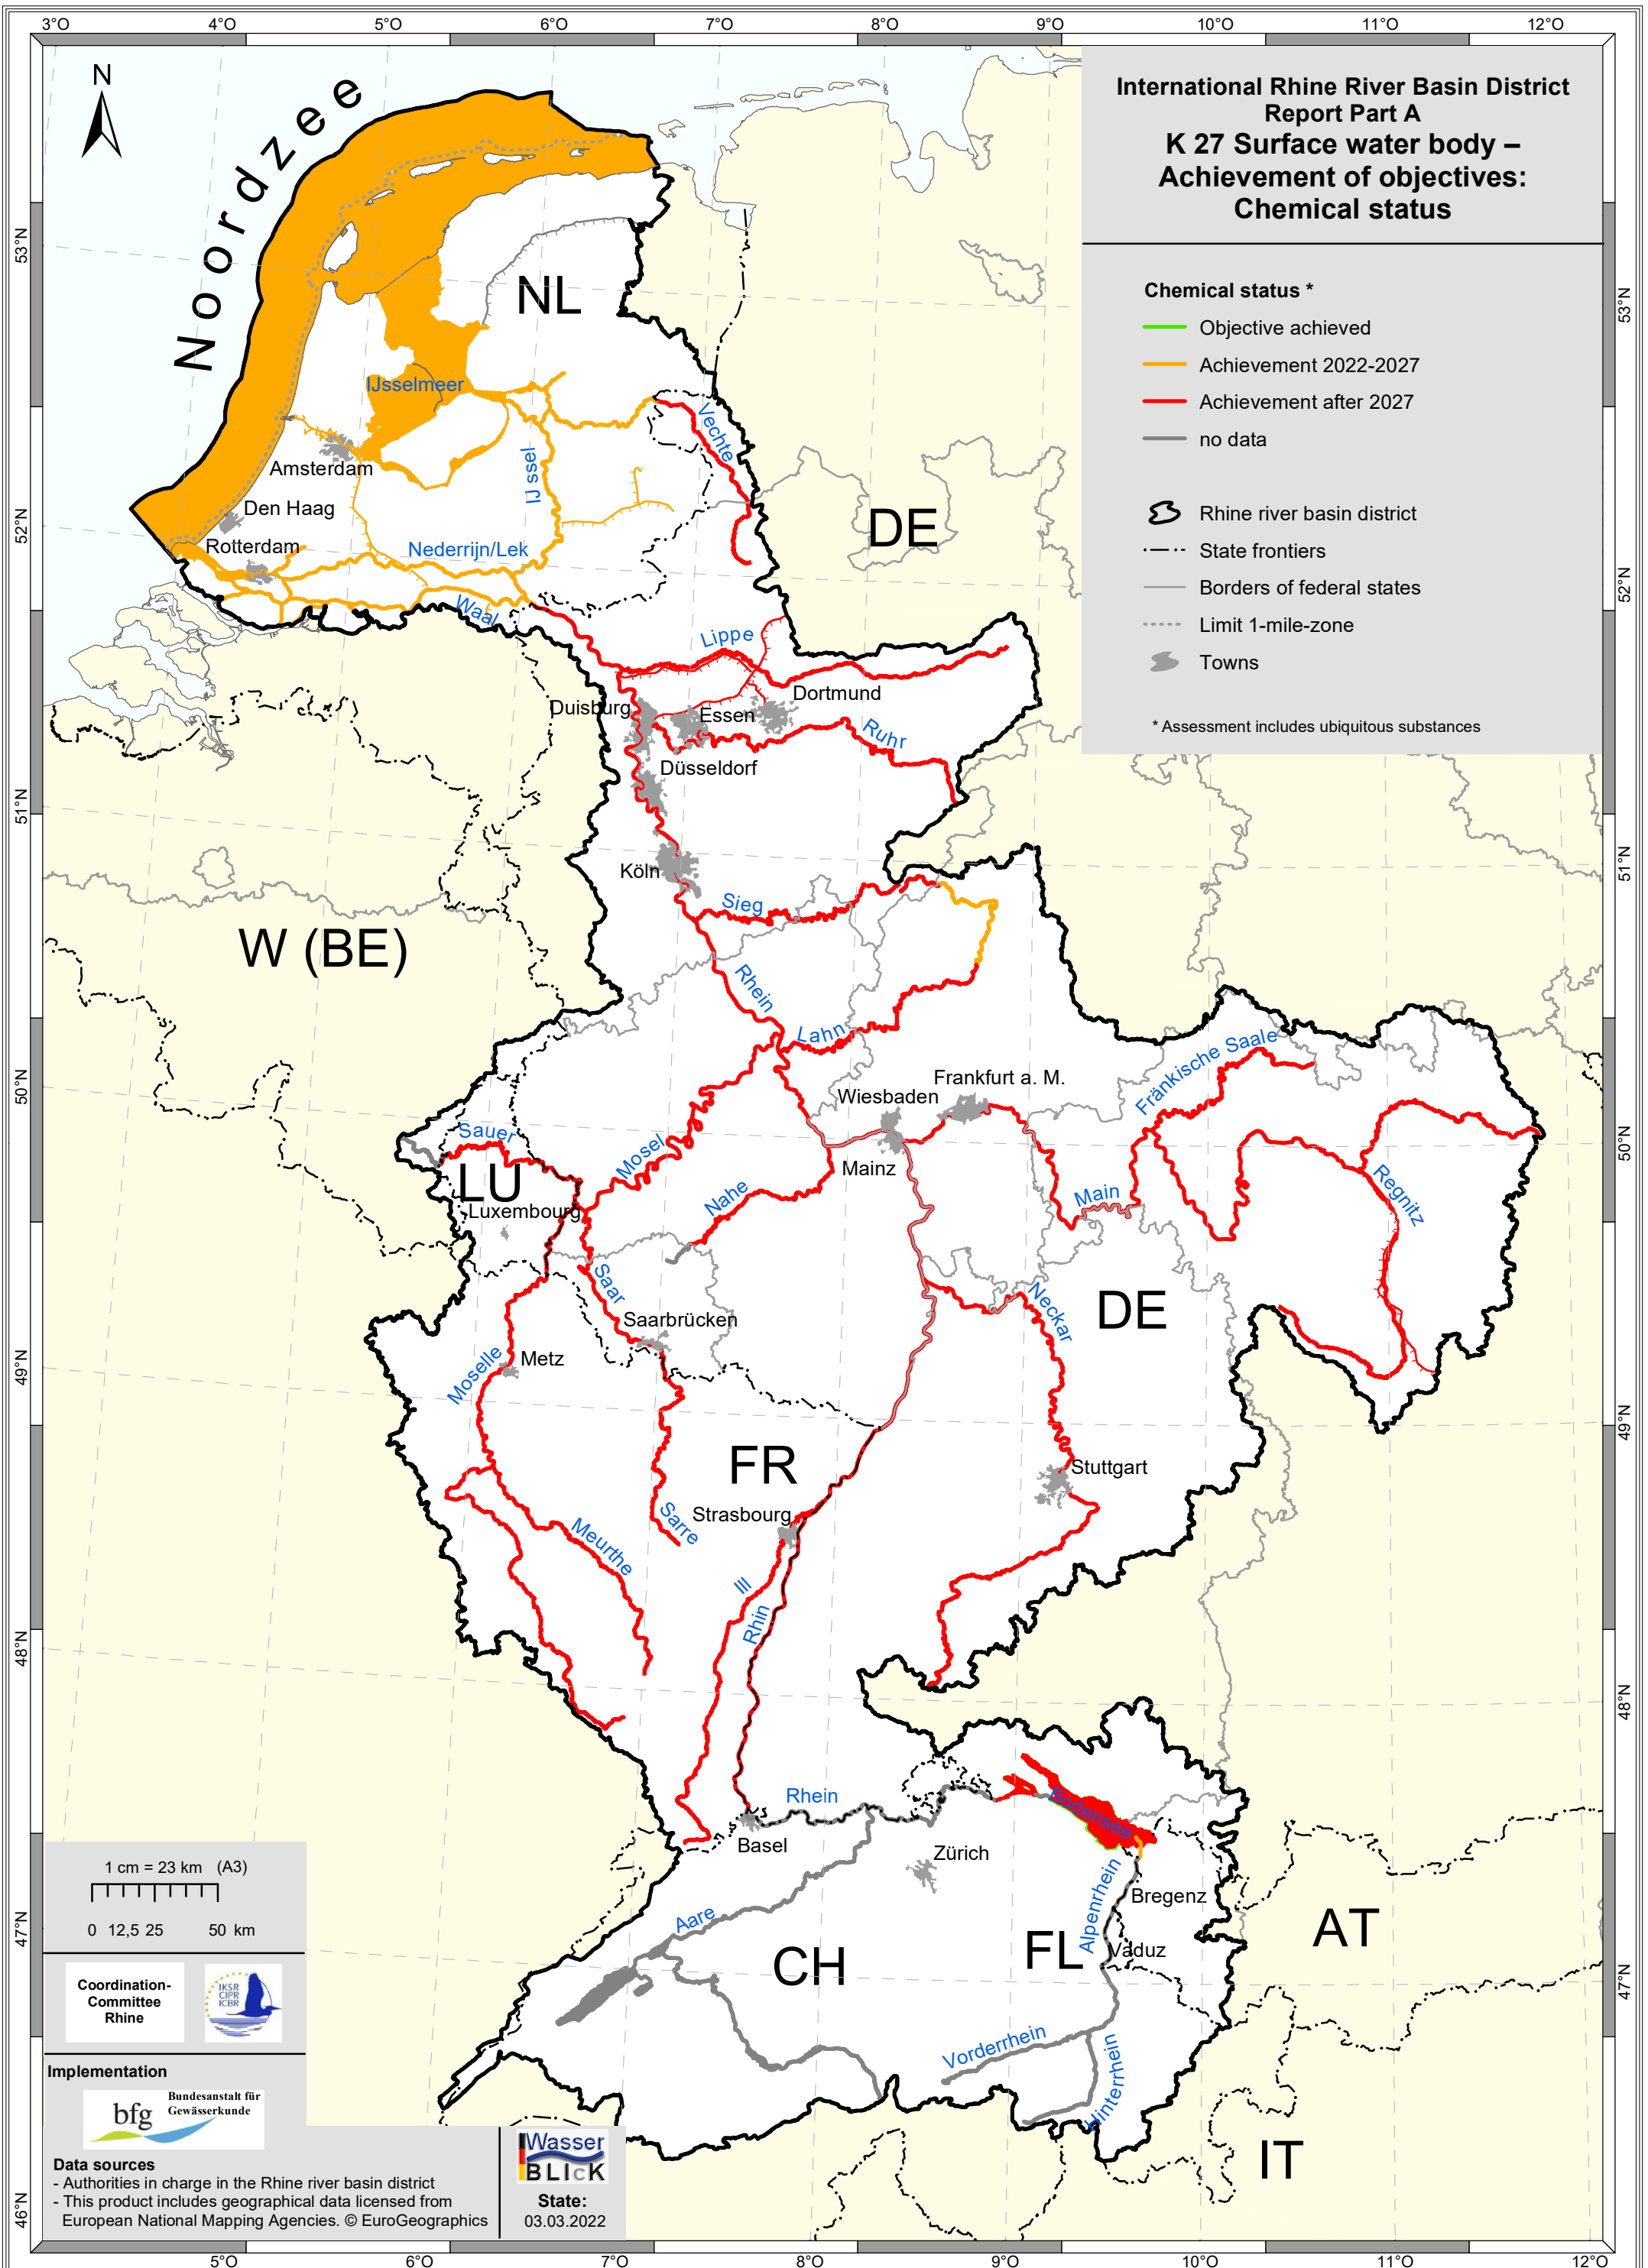 3°O 4°O 5°O 6°O 7°O 8°O 9°O 10°O 11°O 12°O
N
Noordzee
International Rhine River Basin District
Report Part A
K 27 Surface water body –
Achievement of objectives:
Chemical status
Chemical status *
Objective achieved
Achievement 2022-2027
Achievement after 2027
no data
Rhine river basin district
State frontiers
Borders of federal states
Limit 1-mile-zone
Towns
* Assessment includes ubiquitous substances
53°N
53°N
NL
IJsselmeer
Vechte
Amsterdam
IJssel
Den Haag
DE
52°N
Rotterdam
Nederrijn/Lek
52°N
Waal
Lippe
Dortmund
Duisburg
Essen
Ruhr
Düsseldorf
51°N
51°N
Köln
Sieg
W (BE)
Rhein
Lahn
Fränkische Saale
50°N
Frankfurt a. M.
Wiesbaden
50°N
Sauer
Mosel
Mainz
LU
Nahe
Main
Regnitz
Luxembourg
Saar
Neckar
DE
Saarbrücken
49°N
Metz
Moselle
49°N
FR
Stuttgart
Strasbourg
Sarre
Meurthe
Ill
Rhin
48°N
48°N
Rhein
Bodensee
Basel
Zürich
1 cm = 23 km (A3)
0 12,5 25 50 km
Alpenrhein
Bregenz
Aare
47°N
AT
FL
Vaduz
CH
47°N
Coordination-
Committee
Rhine
IKSR
CIPR
ICBR
Vorderrhein
Hinterrhein
Implementation
bfg
Bundesanstalt für
Gewässerkunde
IT
Data sources
- Authorities in charge in the Rhine river basin district
- This product includes geographical data licensed from
European National Mapping Agencies. © EuroGeographics
Wasser
BLIcK
State:
03.03.2022
46°N
5°O 6°O 7°O 8°O 9°O 10°O 11°O 12°O